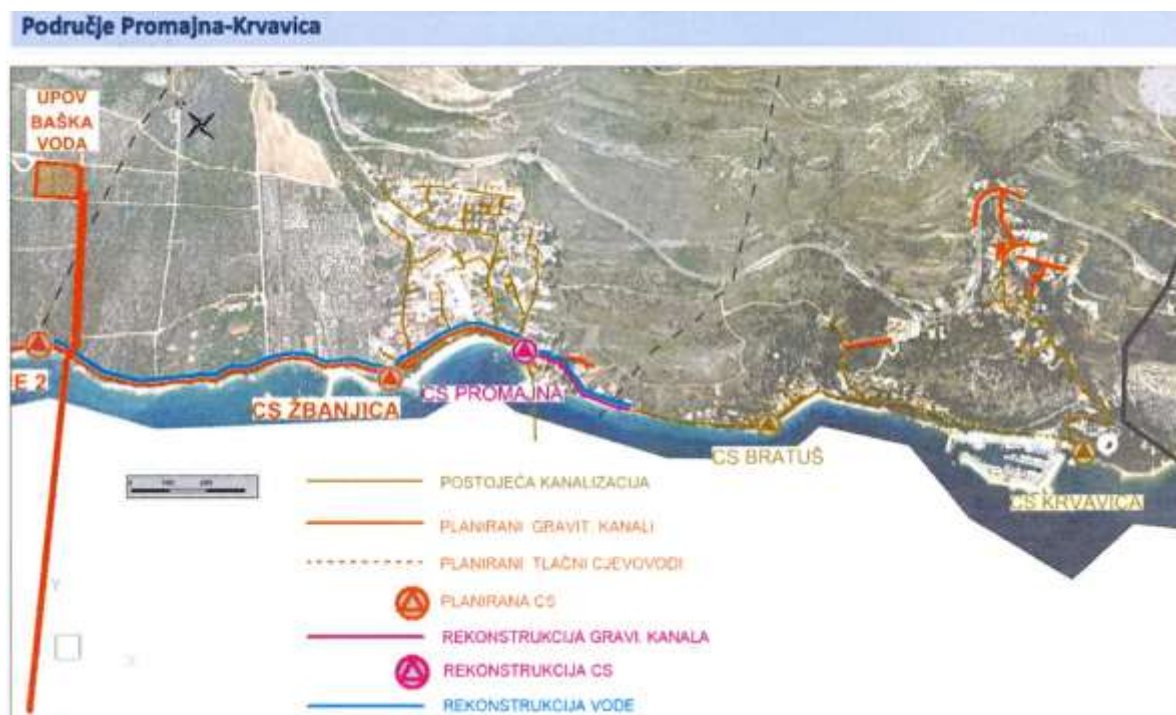 Područje Promajna-Krvavica
UPOV
BAŠKA
VODA
E 2
CS ŽBANJICA
CS PROMAJNA
CS BRATUŠ
CS KRVAVICA
POSTOJEĆA KANALIZACIJA
PLANIRANI GRAVIT. KANALI
PLANIRANI TLAČNI CJEVOVODI
PLANIRANA CS
REKONSTRUKCIJA GRAVI. KANALA
REKONSTRUKCIJA CS
REKONSTRUKCIJA VODE